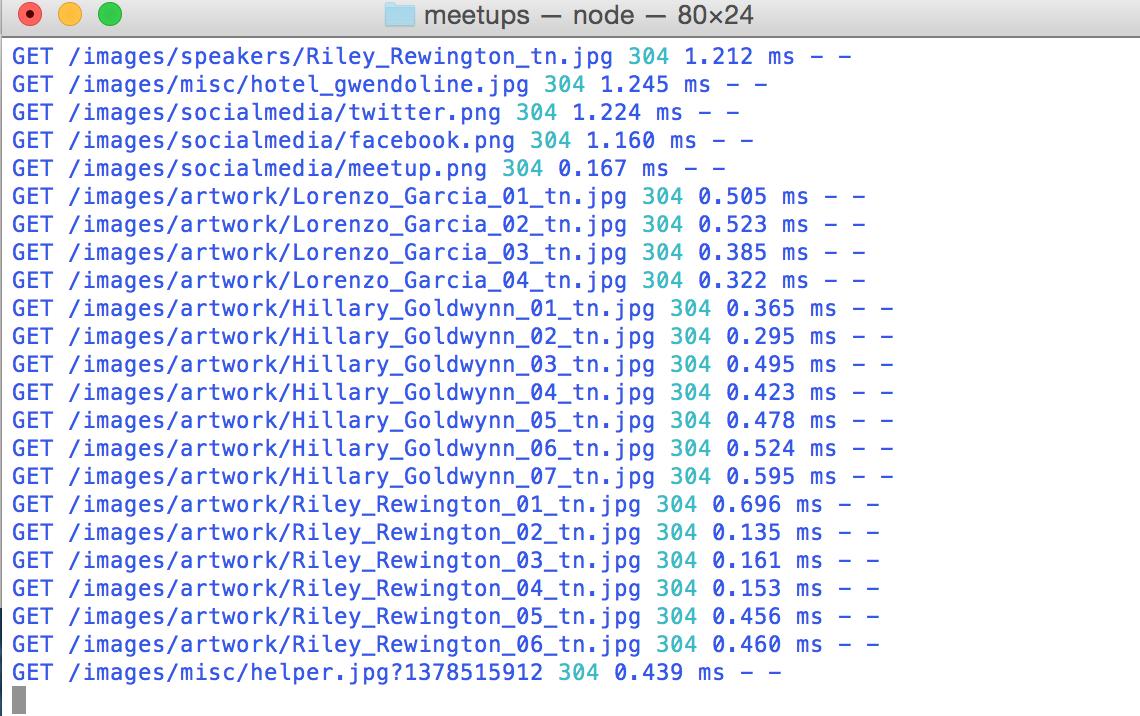 meetups — node — 80×24
GET /images/speakers/Riley_Rewington_tn.jpg 304 1.212 ms - -
GET /images/misc/hotel_gwendoline.jpg 304 1.245 ms - -
GET /images/socialmedia/twitter.png 304 1.224 ms - -
GET /images/socialmedia/facebook.png 304 1.160 ms - -
GET /images/socialmedia/meetup.png 304 0.167 ms - -
GET /images/artwork/Lorenzo_Garcia_01_tn.jpg 304 0.505 ms - -
GET /images/artwork/Lorenzo_Garcia_02_tn.jpg 304 0.523 ms - -
GET /images/artwork/Lorenzo_Garcia_03_tn.jpg 304 0.385 ms - -
GET /images/artwork/Lorenzo_Garcia_04_tn.jpg 304 0.322 ms - -
GET /images/artwork/Hillary_Goldwynn_01_tn.jpg 304 0.365 ms - -
GET /images/artwork/Hillary_Goldwynn_02_tn.jpg 304 0.295 ms - -
GET /images/artwork/Hillary_Goldwynn_03_tn.jpg 304 0.495 ms - -
GET /images/artwork/Hillary_Goldwynn_04_tn.jpg 304 0.423 ms - -
GET /images/artwork/Hillary_Goldwynn_05_tn.jpg 304 0.478 ms - -
GET /images/artwork/Hillary_Goldwynn_06_tn.jpg 304 0.524 ms - -
GET /images/artwork/Hillary_Goldwynn_07_tn.jpg 304 0.595 ms - -
GET /images/artwork/Riley_Rewington_01_tn.jpg 304 0.696 ms - -
GET /images/artwork/Riley_Rewington_02_tn.jpg 304 0.135 ms - -
GET /images/artwork/Riley_Rewington_03_tn.jpg 304 0.161 ms - -
GET /images/artwork/Riley_Rewington_04_tn.jpg 304 0.153 ms - -
GET /images/artwork/Riley_Rewington_05_tn.jpg 304 0.456 ms - -
GET /images/artwork/Riley_Rewington_06_tn.jpg 304 0.460 ms - -
GET /images/misc/helper.jpg?1378515912 304 0.439 ms - -